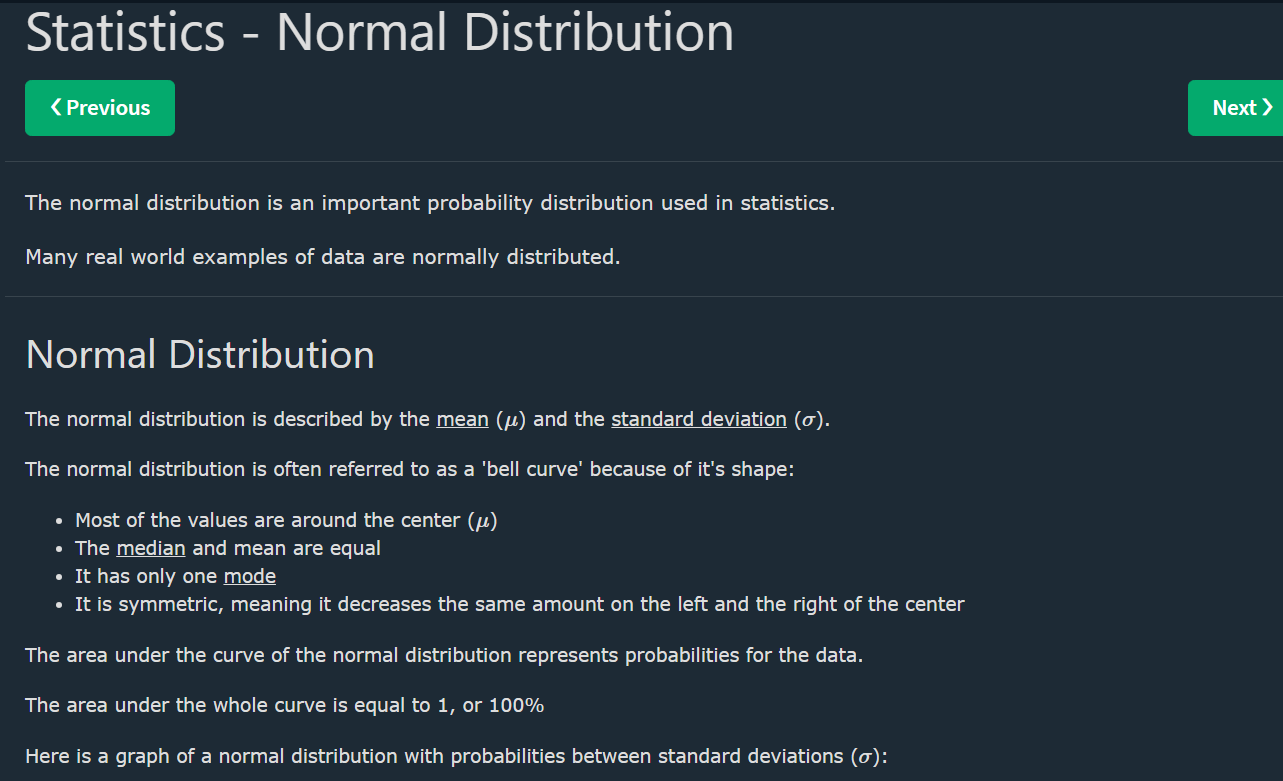 Statistics - Normal Distribution
❮ Previous
Next ❯
The normal distribution is an important probability distribution used in statistics.
Many real world examples of data are normally distributed.
Normal Distribution
The normal distribution is described by the mean (μ) and the standard deviation (σ).
The normal distribution is often referred to as a 'bell curve' because of it's shape:
• Most of the values are around the center (μ)
• The median and mean are equal
• It has only one mode
• It is symmetric, meaning it decreases the same amount on the left and the right of the center
The area under the curve of the normal distribution represents probabilities for the data.
The area under the whole curve is equal to 1, or 100%
Here is a graph of a normal distribution with probabilities between standard deviations (σ):